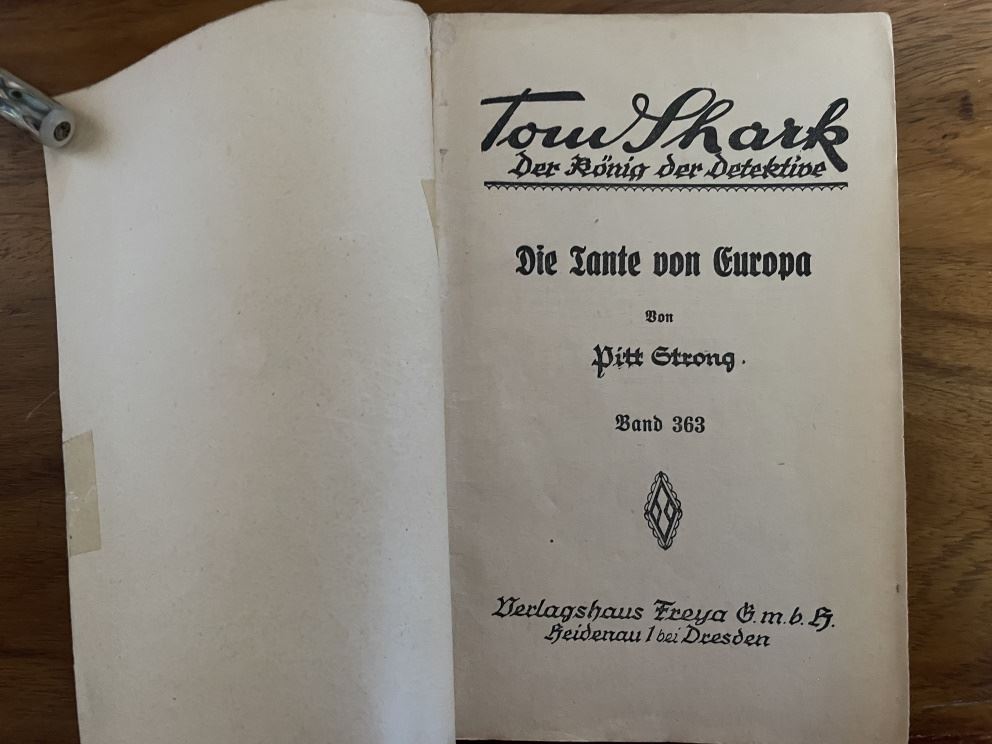 Tom Shark
Der König der Detektive
Die Tante von Europa
Von
Pitt Strong.
Band 363
Verlagshaus Freya G.m.b.H.
Heidenau 1 bei Dresden